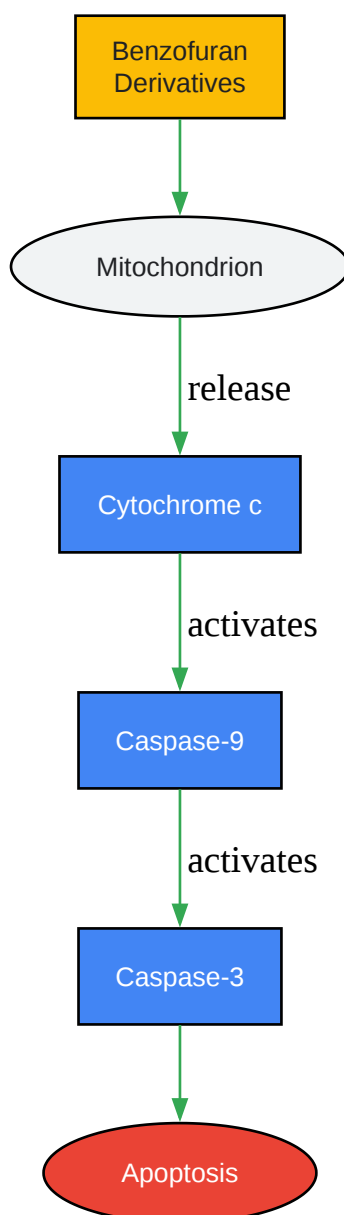 Benzofuran
Derivatives
Mitochondrion
release
Cytochrome c
activates
Caspase-9
activates
Caspase-3
Apoptosis